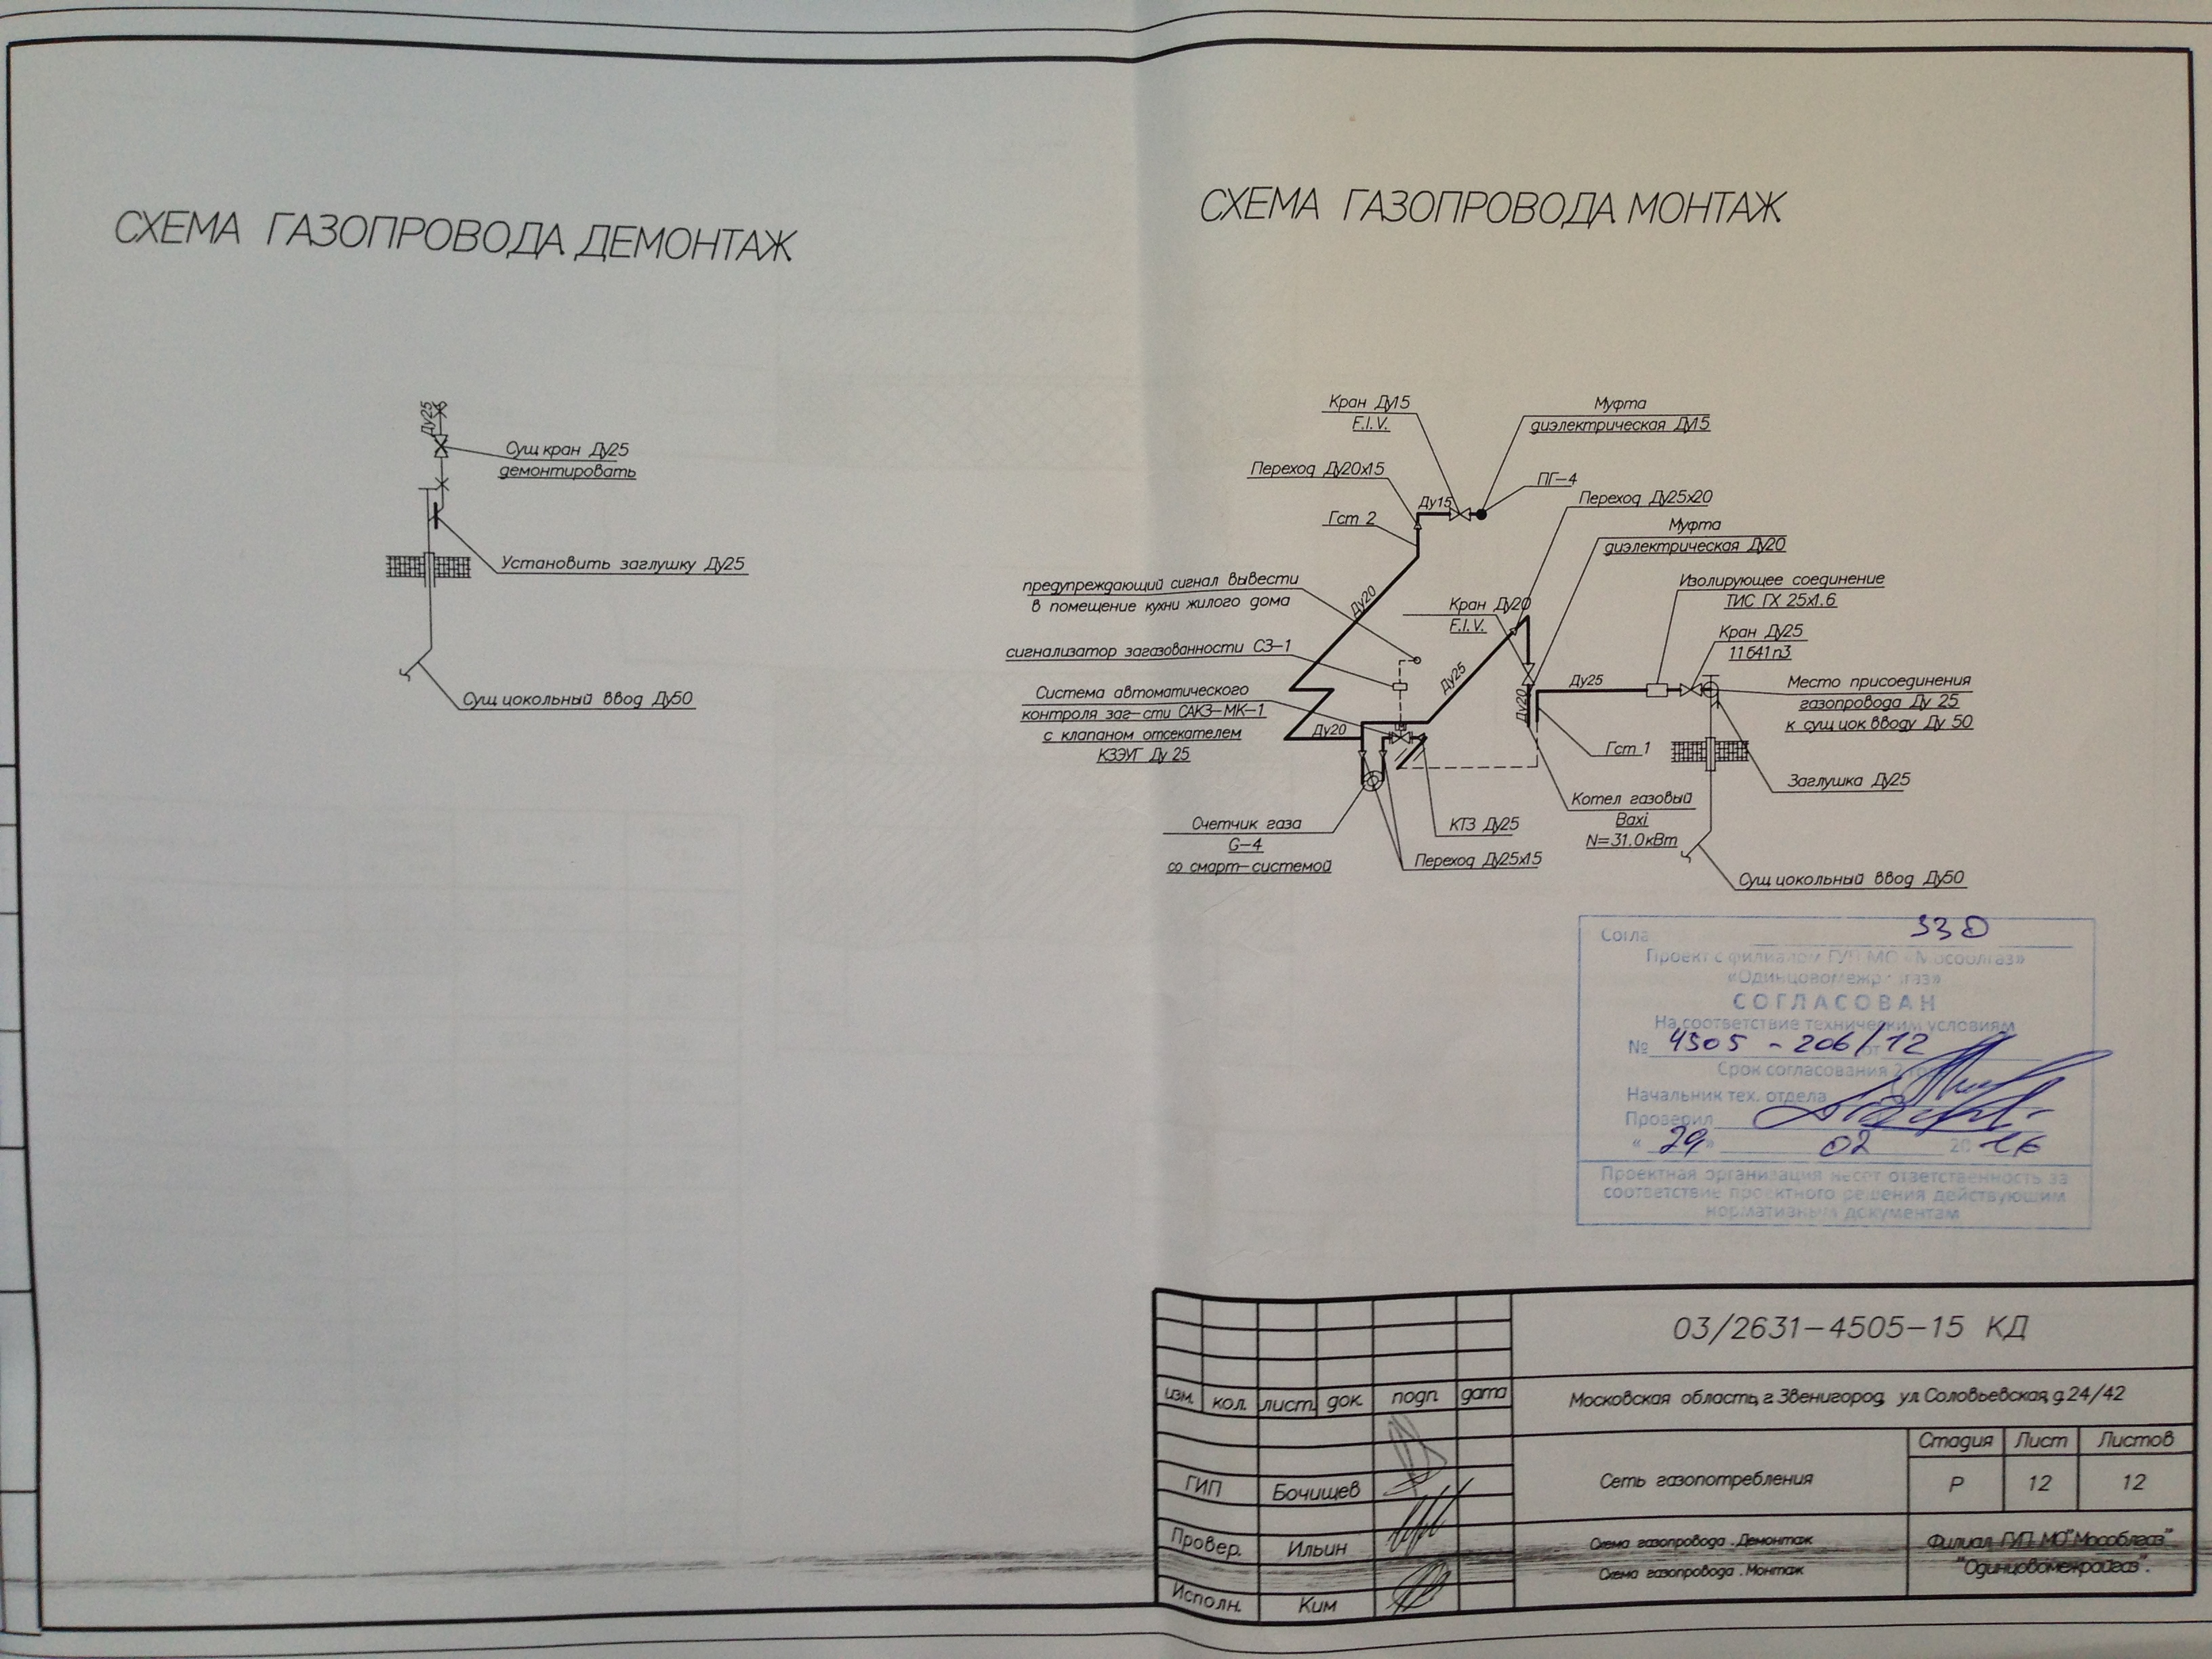 СХЕМА ГАЗОПРОВОДА ДЕМОНТАЖ
Ду25
Сущ кран Ду25
демонтировать
Установить заглушку Ду25
Сущ цокольный ввод Ду50
СХЕМА ГАЗОПРОВОДА МОНТАЖ
Кран Ду15
F.I.V.
Муфта
диэлектрическая Ду15
Переход Ду20х15
Ду15
ПГ-4
Гст 2
Переход Ду25х20
Муфта
диэлектрическая Ду20
предупреждающий сигнал вывести
в помещение кухни жилого дома
Ду20
Кран Ду20
F.I.V.
Изолирующее соединение
ТИС ГХ 25х1.6
Кран Ду25
11б41п3
сигнализатор загазованности СЗ-1
Ду25
Ду25
Система автоматического
контроля заг-сти САКЗ-МК-1
с клапаном отсекателем
КЗЭУГ Ду 25
Ду20
Ду20
Место присоединения
газопровода Ду 25
к сущ цок вводу Ду 50
Гст 1
Заглушка Ду25
Счетчик газа
G-4
со смарт-системой
КТЗ Ду25
Переход Ду25х15
Котел газовый
Baxi
N=31.0кВт
Сущ цокольный ввод Ду50
330
Проект с филиалом ГУП МО «Мособлгаз»
СОГЛАСОВАН
На соответствие техническим условиям
№ 4505 - 206/12 от
Срок согласования 2
Начальник тех. отдела
Проверил
« 29 » 02 20 16
Проектная организация несет ответственность за
соответствие проектного решения действующим
нормативным документам
03/2631-4505-15 КД
изм. кол. лист. док. подп. дата
Московская область, г. Звенигород, ул. Соловьевская, д.24/42
Стадия Лист Листов
ГИП Бочищев
Сеть газопотребления
Р 12 12
Провер. Ильин
Схема газопровода . Демонтаж
Схема газопровода . Монтаж
Филиал ГУП МО "Мособлгаз"
"Одинцовомежрайгаз".
Исполн. Ким